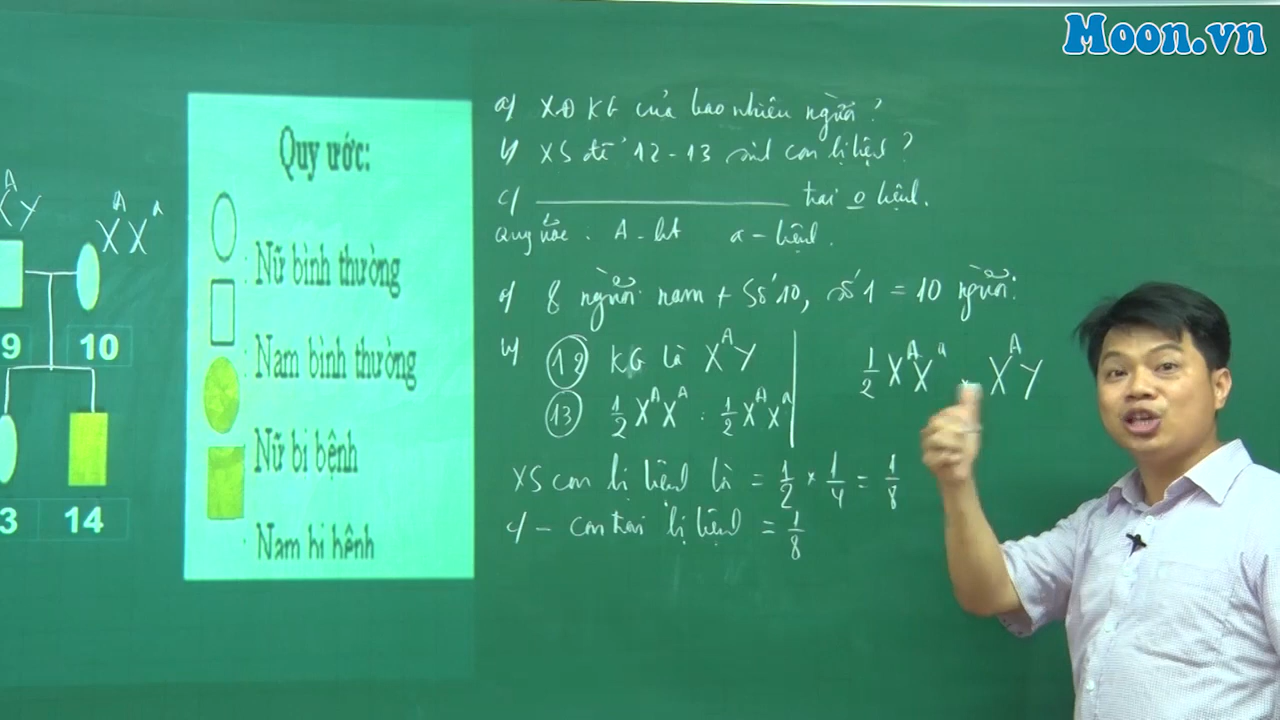 Moon.vn
X^A Y
X^A X^a
9
10
3
14
Quy ước:
: Nữ bình thường
: Nam bình thường
Nữ bị bệnh
: Nam bị bệnh
a) XĐ KG của bao nhiêu người?
b) XS để 12-13 sinh con bị bệnh?
c) ________ trai o bệnh.
Quy ước: A-bt a-bệnh.
a) 8 người nam + Số 10, số 1 = 10 người:
b) 12 KG là X^A Y
13 1/2 X^A X^A : 1/2 X^A X^a
1/2 X^A X^a × X^A Y
XS con bị bệnh là = 1/2 × 1/4 = 1/8
c) - con trai bị bệnh = 1/8